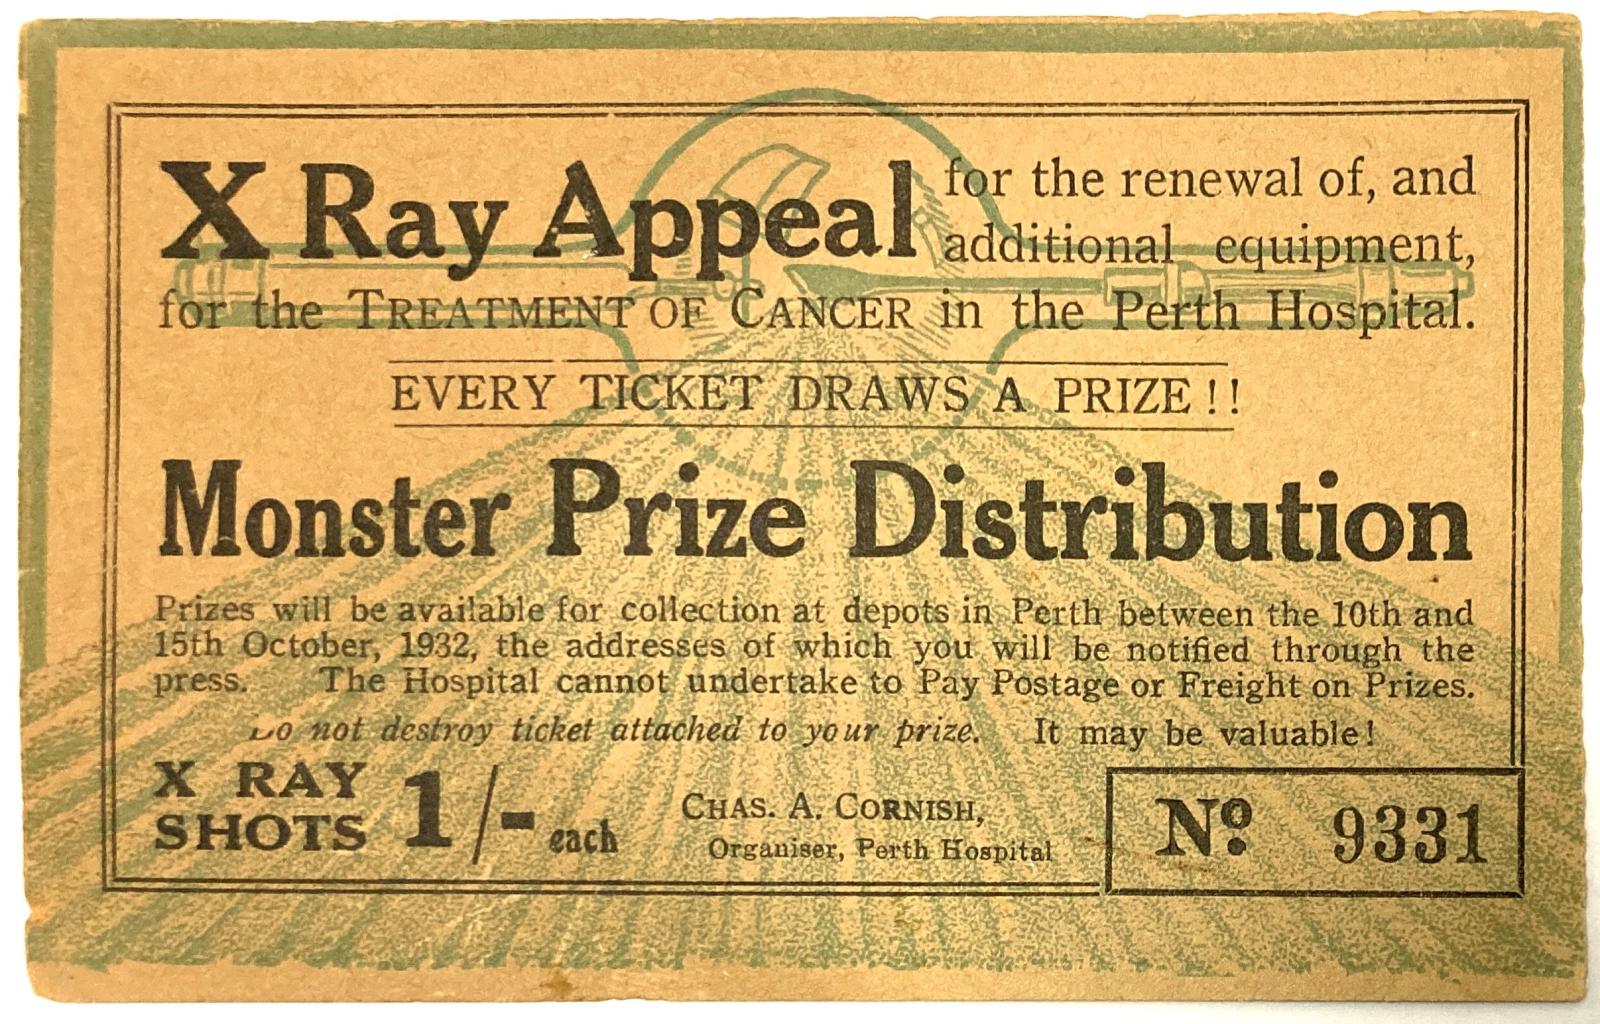 X Ray Appeal for the renewal of, and
additional equipment,
for the TREATMENT OF CANCER in the Perth Hospital.
EVERY TICKET DRAWS A PRIZE!!
Monster Prize Distribution
Prizes will be available for collection at depots in Perth between the 10th and
15th October, 1932, the addresses of which you will be notified through the
press. The Hospital cannot undertake to Pay Postage or Freight on Prizes.
Do not destroy ticket attached to your prize. It may be valuable!
X RAY
SHOTS 1/- each
CHAS. A. CORNISH,
Organiser, Perth Hospital
Nº 9331